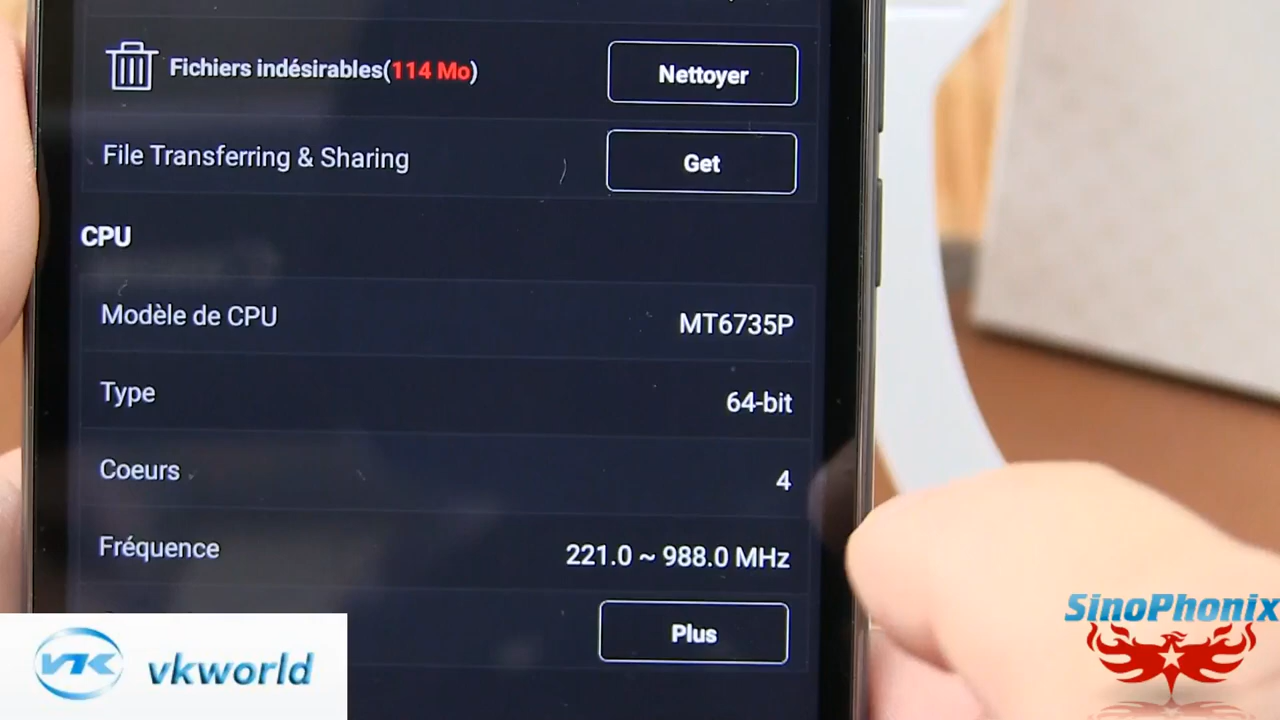 Fichiers indésirables(114 Mo)
Nettoyer
File Transferring & Sharing
Get
CPU
Modèle de CPU
MT6735P
Type
64-bit
Coeurs
4
Fréquence
221.0 ~ 988.0 MHz
Plus
VK
vkworld
SinoPhonix